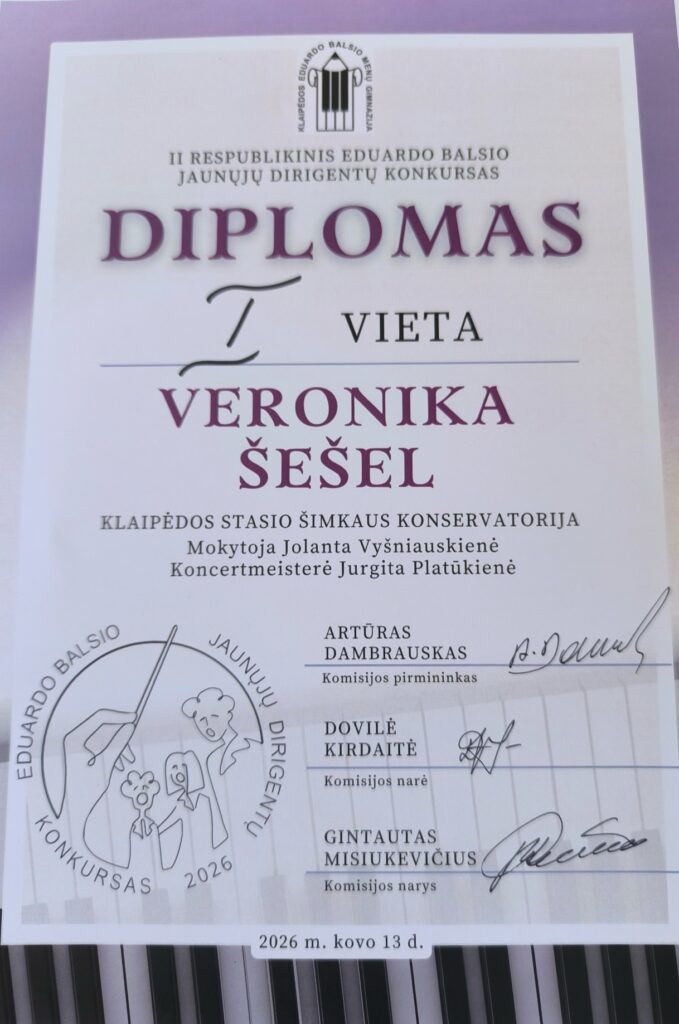 KLAIPĖDOS EDUARDO BALSIO MENŲ GIMNAZIJA
II RESPUBLIKINIS EDUARDO BALSIO
JAUNŲJŲ DIRIGENTŲ KONKURSAS
DIPLOMAS
I VIETA
VERONIKA
ŠEŠEL
KLAIPĖDOS STASIO ŠIMKAUS KONSERVATORIJA
Mokytoja Jolanta Vyšniauskienė
Koncertmeisterė Jurgita Platūkienė
EDUARDO BALSIO JAUNŲJŲ DIRIGENTŲ
KONKURSAS 2026
ARTŪRAS
DAMBRAUSKAS
Komisijos pirmininkas
DOVILĖ
KIRDAITĖ
Komisijos narė
GINTAUTAS
MISIUKEVIČIUS
Komisijos narys
2026 m. kovo 13 d.